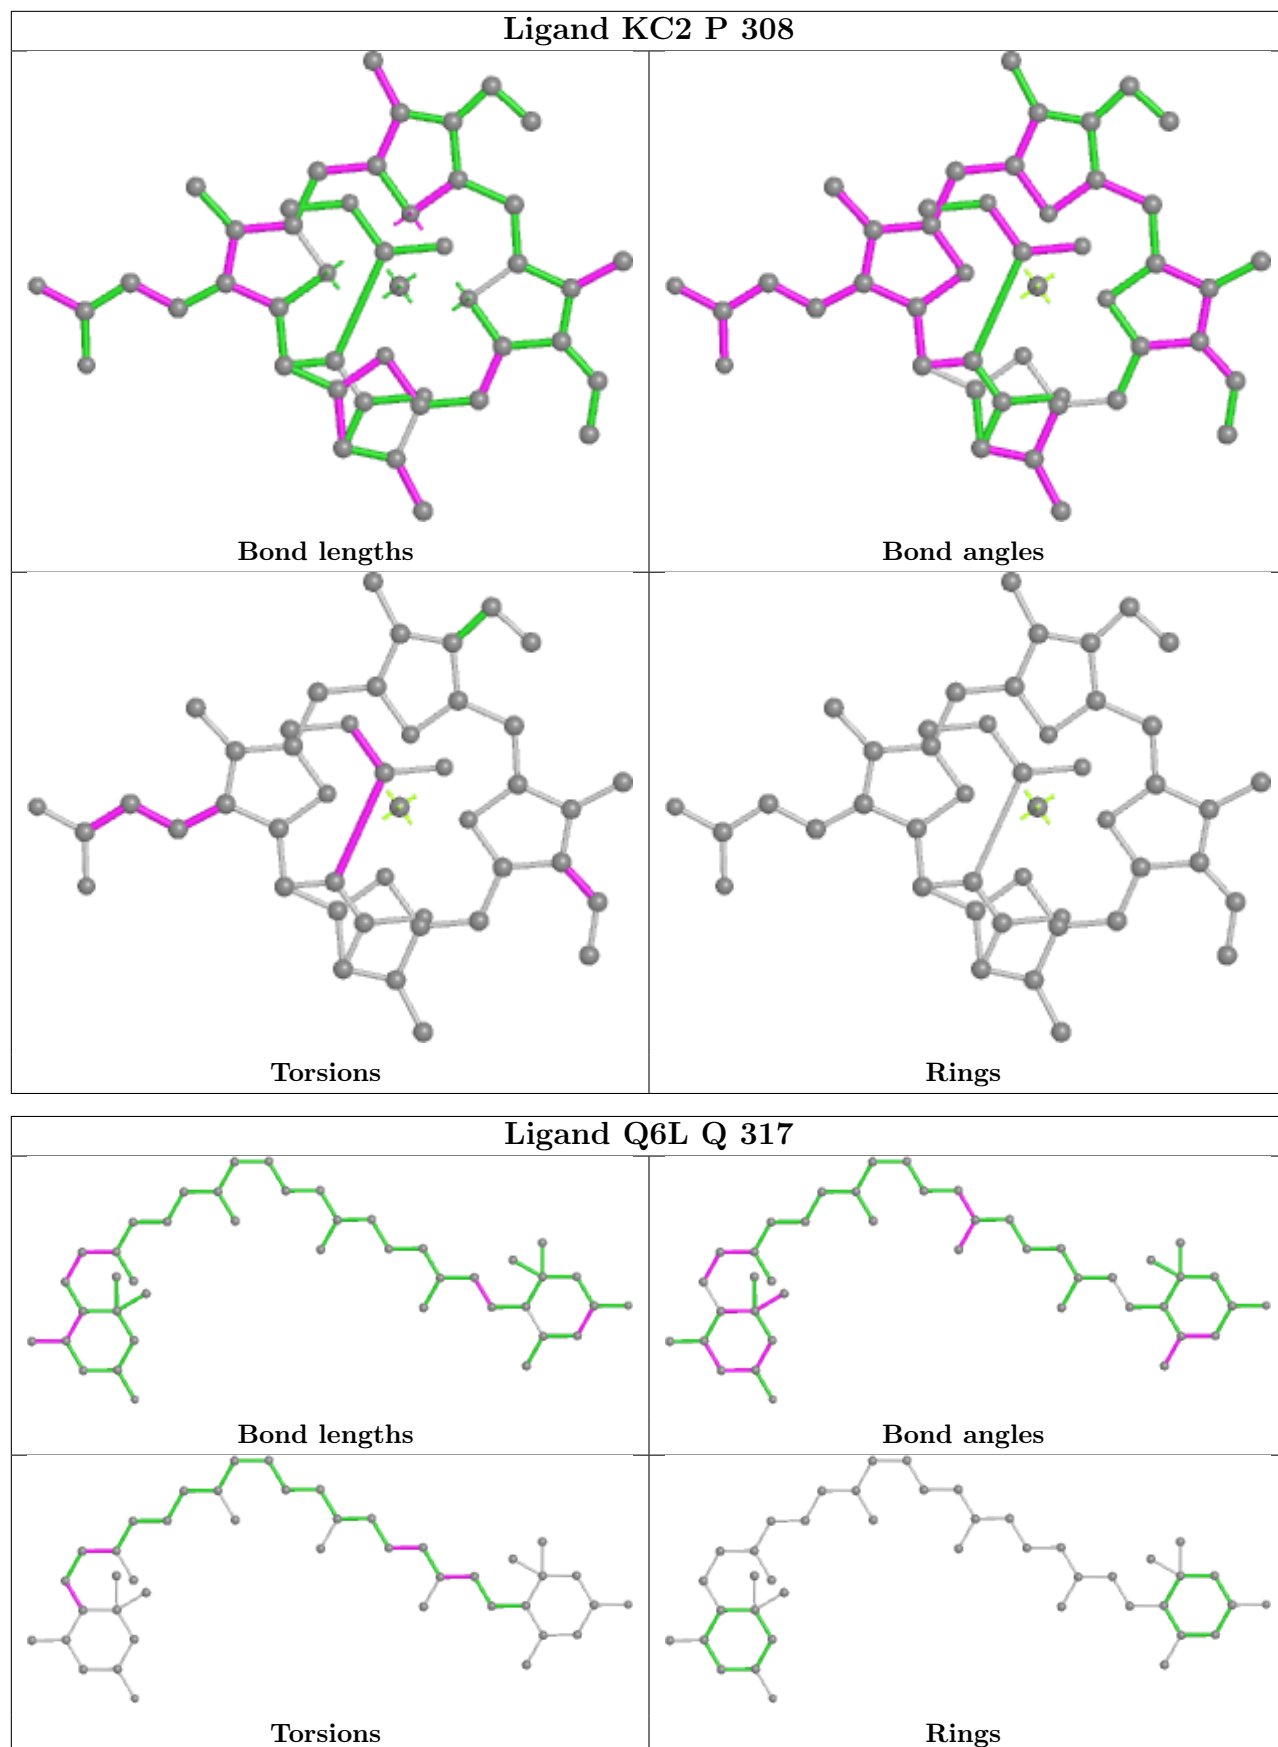 Ligand KC2 P 308
Bond lengths
Bond angles
Torsions
Rings
Ligand Q6L Q 317
Bond lengths
Bond angles
Torsions
Rings